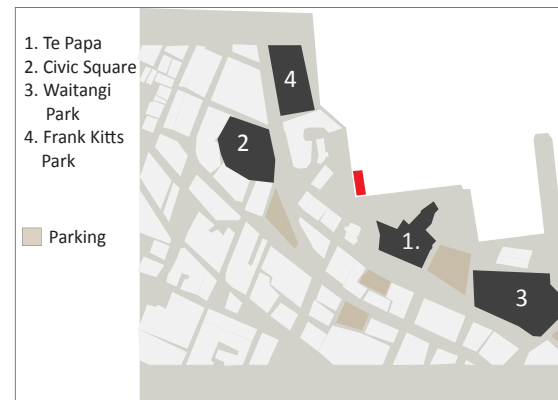 1. Te Papa
2. Civic Square
3. Waitangi
Park
4. Frank Kitts
Park
Parking
4
2
1.
3